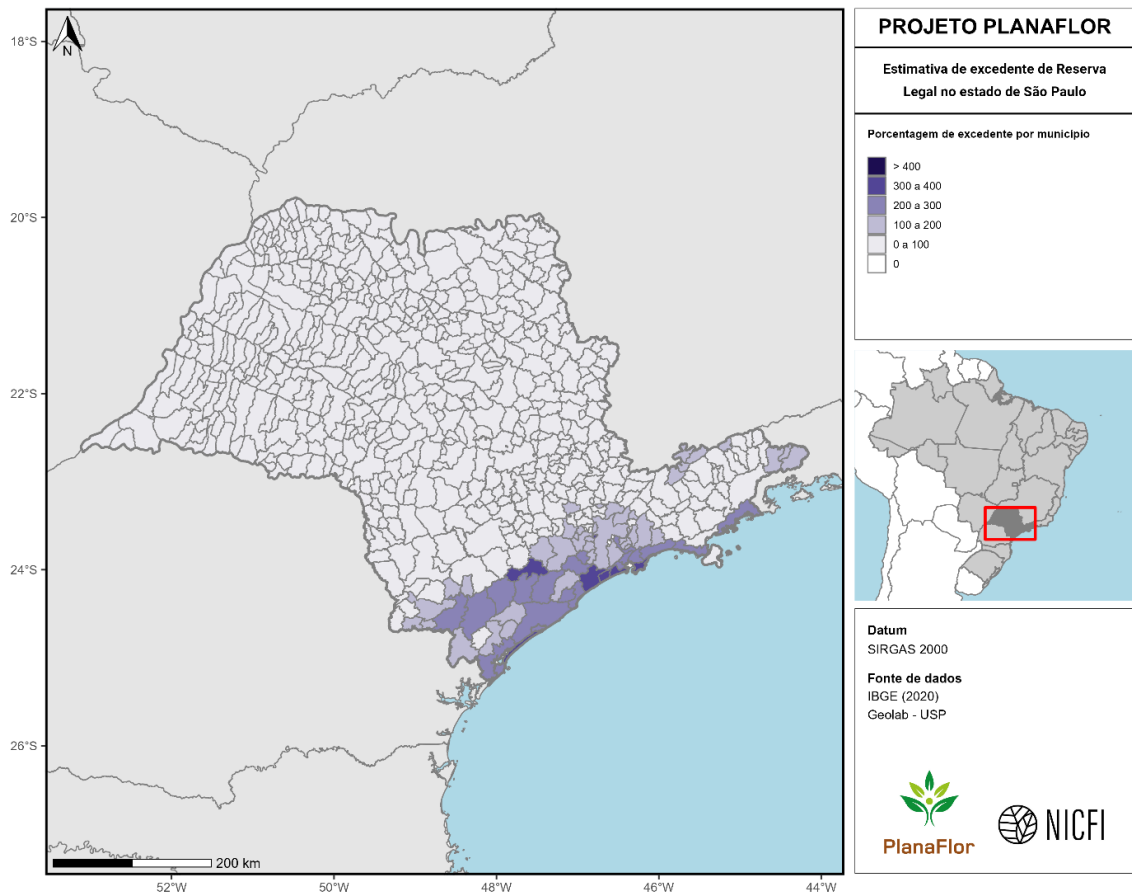 N
18°S
20°S
22°S
24°S
26°S
52°W
50°W
48°W
46°W
44°W
200 km
PROJETO PLANAFLOR
Estimativa de excedente de Reserva
Legal no estado de São Paulo
Porcentagem de excedente por município
> 400
300 a 400
200 a 300
100 a 200
0 a 100
0
Datum
SIRGAS 2000
Fonte de dados
IBGE (2020)
Geolab - USP
PlanaFlor
NICFI